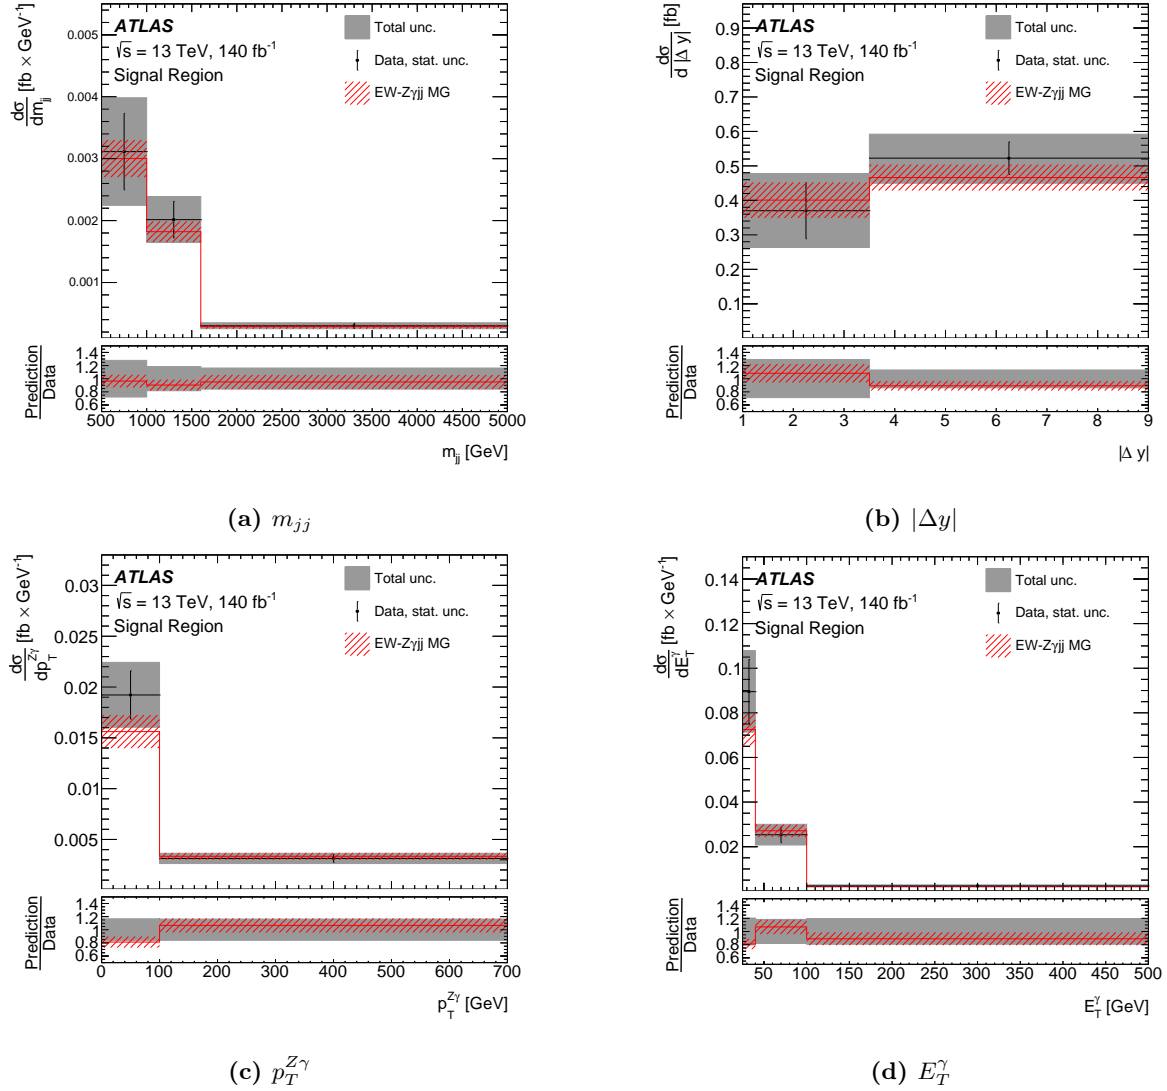 ATLAS
√s = 13 TeV, 140 fb⁻¹
Signal Region
Total unc.
Data, stat. unc.
EW-Zγjj MG
dσ/dm_jj [fb × GeV⁻¹]
0.005
0.004
0.003
0.002
0.001
Prediction/Data
1.4
1.2
1
0.8
0.6
500 1000 1500 2000 2500 3000 3500 4000 4500 5000
m_jj [GeV]
(a) m_jj
ATLAS
√s = 13 TeV, 140 fb⁻¹
Signal Region
Total unc.
Data, stat. unc.
EW-Zγjj MG
dσ/d|Δ y| [fb]
0.9
0.8
0.7
0.6
0.5
0.4
0.3
0.2
0.1
Prediction/Data
1.4
1.2
1
0.8
0.6
1 2 3 4 5 6 7 8 9
|Δ y|
(b) |Δy|
ATLAS
√s = 13 TeV, 140 fb⁻¹
Signal Region
Total unc.
Data, stat. unc.
EW-Zγjj MG
dσ/dp_T^Zγ [fb × GeV⁻¹]
0.03
0.025
0.02
0.015
0.01
0.005
Prediction/Data
1.4
1.2
1
0.8
0.6
0 100 200 300 400 500 600 700
p_T^Zγ [GeV]
(c) p_T^Zγ
ATLAS
√s = 13 TeV, 140 fb⁻¹
Signal Region
Total unc.
Data, stat. unc.
EW-Zγjj MG
dσ/dE_T^γ [fb × GeV⁻¹]
0.14
0.12
0.1
0.08
0.06
0.04
0.02
Prediction/Data
1.4
1.2
1
0.8
0.6
50 100 150 200 250 300 350 400 450 500
E_T^γ [GeV]
(d) E_T^γ